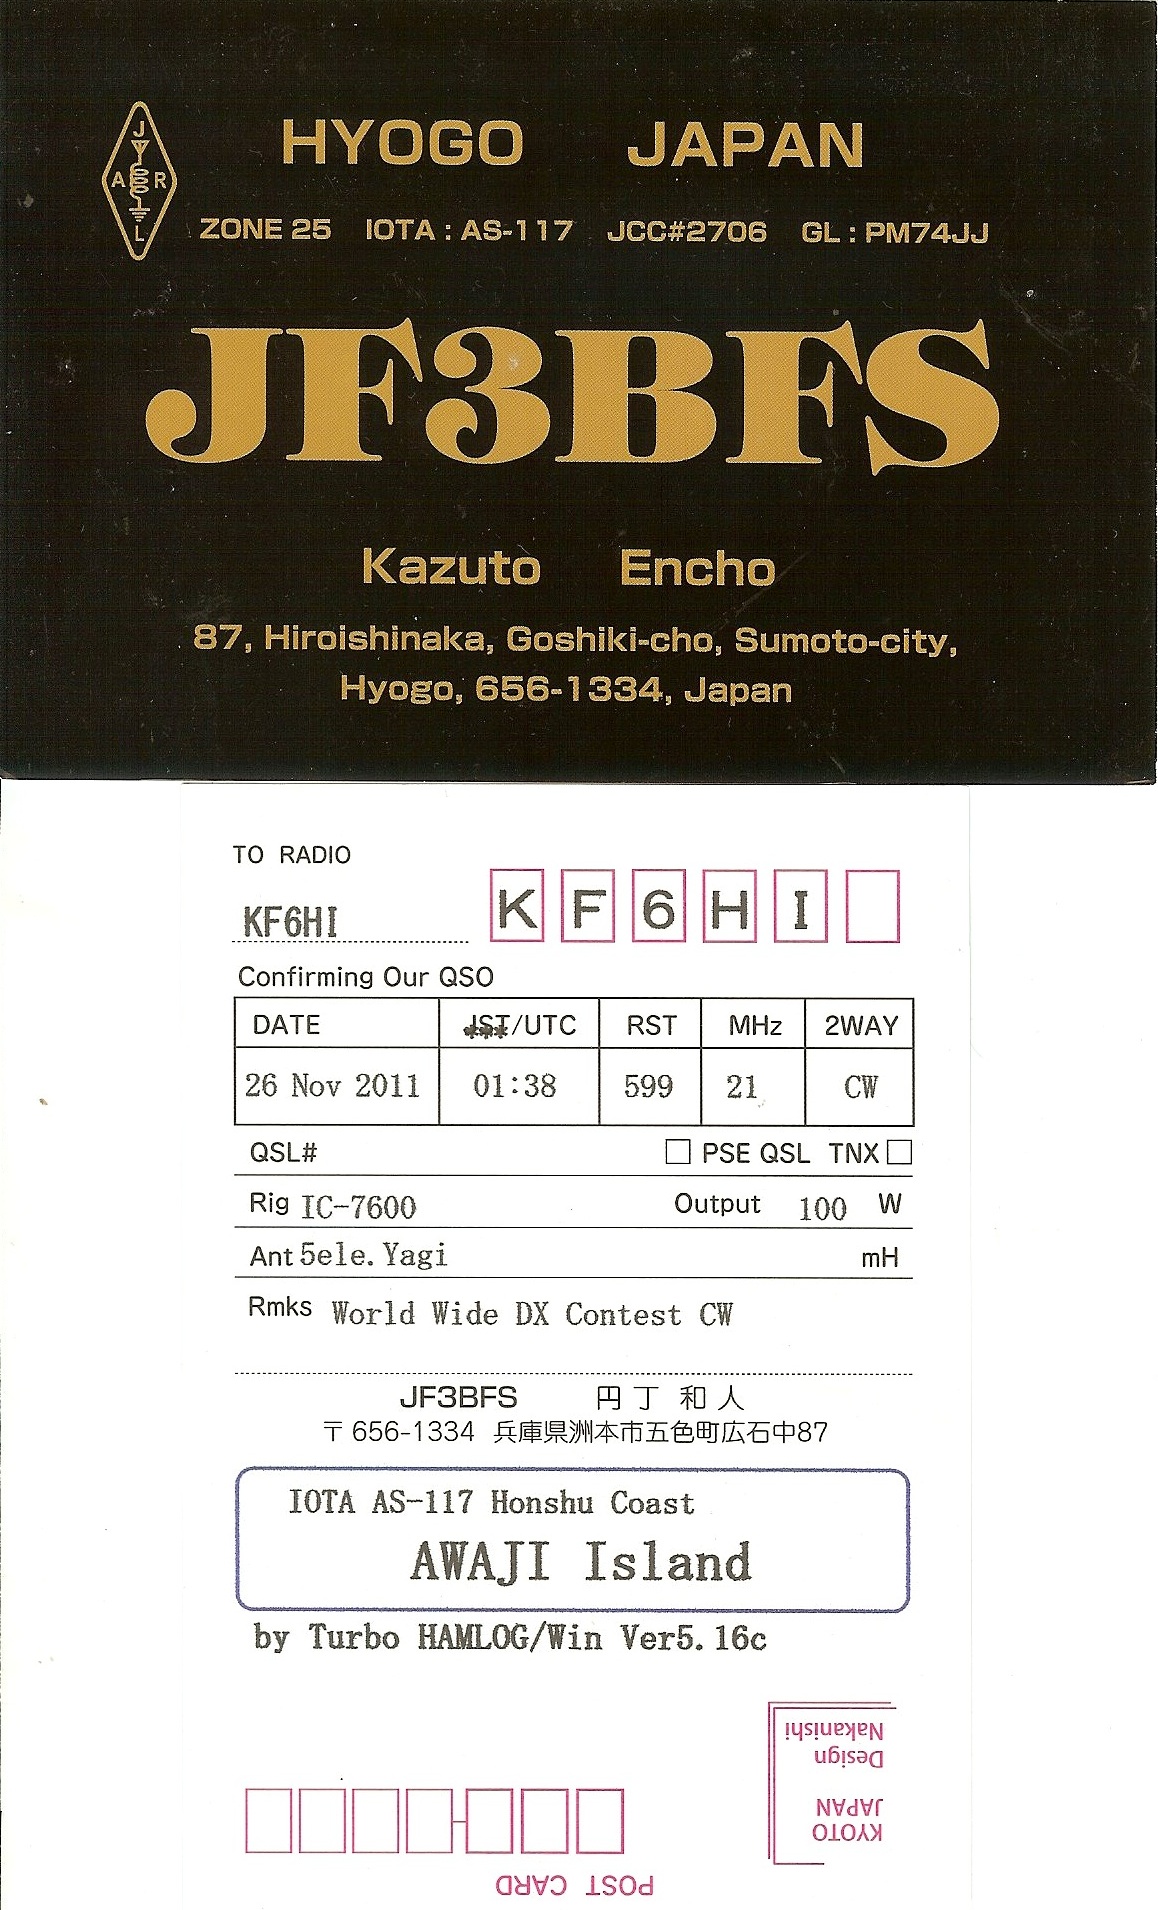 J
A R
L
HYOGO JAPAN
ZONE 25 IOTA : AS-117 JCC#2706 GL : PM74JJ
JF3BFS
Kazuto Encho
87, Hiroishinaka, Goshiki-cho, Sumoto-city,
Hyogo, 656-1334, Japan
TO RADIO
KF6HI
K F 6 H I
Confirming Our QSO
DATE JST/UTC RST MHz 2WAY
26 Nov 2011 01:38 599 21 CW
QSL# PSE QSL TNX
Rig IC-7600 Output 100 W
Ant 5ele. Yagi mH
Rmks World Wide DX Contest CW
JF3BFS 円丁 和人
〒656-1334 兵庫県洲本市五色町広石中87
IOTA AS-117 Honshu Coast
AWAJI Island
by Turbo HAMLOG/Win Ver5.16c
POST CARD
KYOTO
JAPAN
Design
Nakanishi